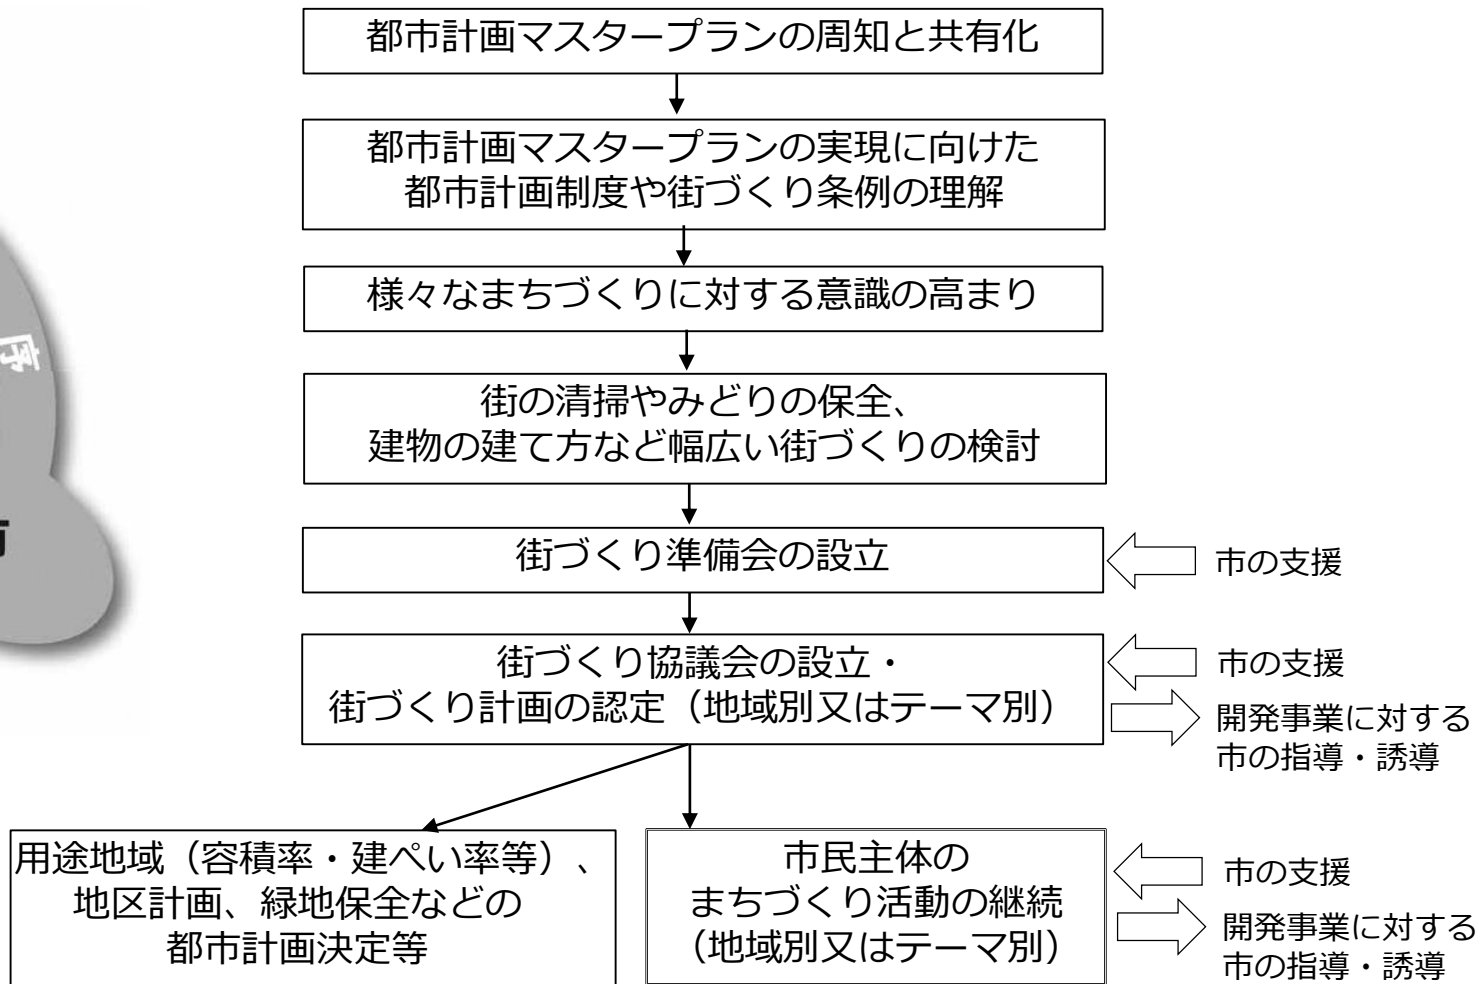 都市計画マスタープランの周知と共有化
都市計画マスタープランの実現に向けた
都市計画制度や街づくり条例の理解
様々なまちづくりに対する意識の高まり
序
街の清掃やみどりの保全、
建物の建て方など幅広い街づくりの検討
街づくり準備会の設立
市の支援
街づくり協議会の設立・
街づくり計画の認定（地域別又はテーマ別）
市の支援
開発事業に対する
市の指導・誘導
用途地域（容積率・建ぺい率等）、
地区計画、緑地保全などの
都市計画決定等
市民主体の
まちづくり活動の継続
（地域別又はテーマ別）
市の支援
開発事業に対する
市の指導・誘導